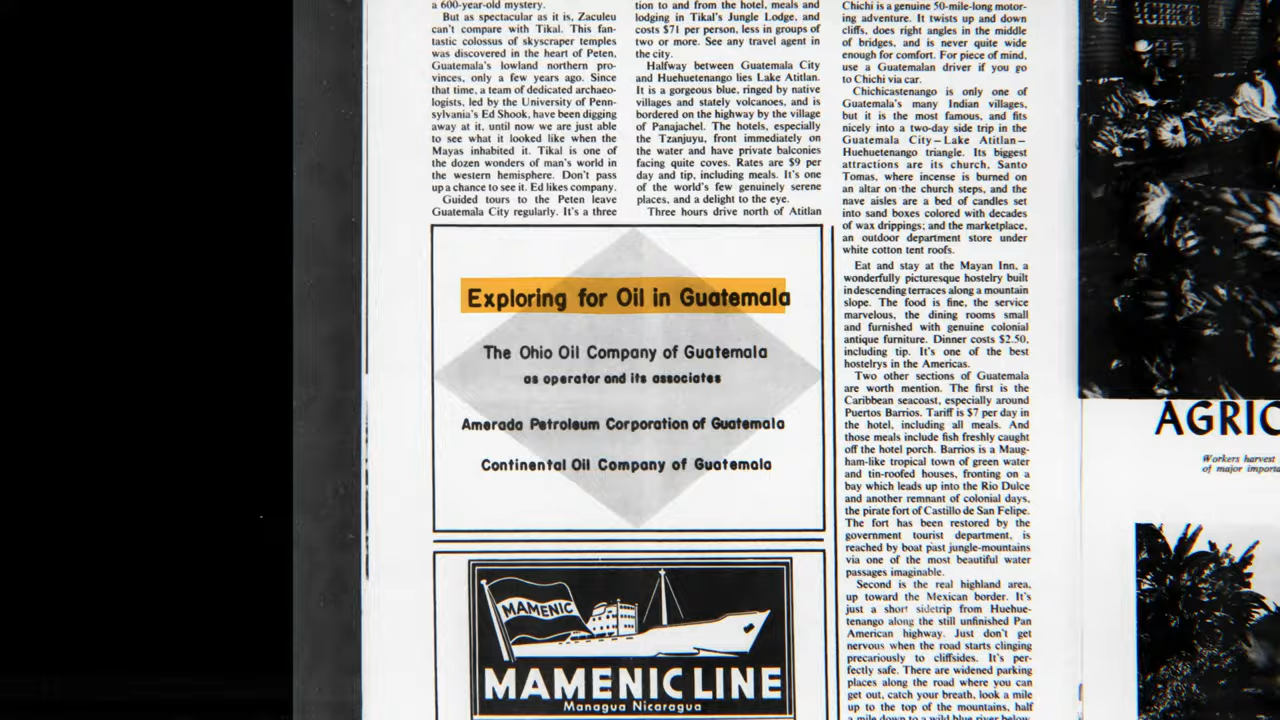 a 600-year-old mystery.
But as spectacular as it is, Zaculeu
can't compare with Tikal. This fan-
tastic colossus of skyscraper temples
was discovered in the heart of Peten,
Guatemala's lowland northern pro-
vinces, only a few years ago. Since
that time, a team of dedicated archaeo-
logists, led by the University of Penn-
sylvania's Ed Shook, have been digging
away at it, until now we are just able
to see what it looked like when the
Mayas inhabited it. Tikal is one of
the dozen wonders of man's world in
the western hemisphere. Don't pass
up a chance to see it. Ed likes company.
Guided tours to the Peten leave
Guatemala City regularly. It's a three
tion to and from the hotel, meals and
lodging in Tikal's Jungle Lodge, and
costs $71 per person, less in groups of
two or more. See any travel agent in
the city.
Halfway between Guatemala City
and Huehuetenango lies Lake Atitlan.
It is a gorgeous blue, ringed by native
villages and stately volcanoes, and is
bordered on the highway by the village
of Panajachel. The hotels, especially
the Tzanjuyu, front immediately on
the water and have private balconies
facing quite coves. Rates are $9 per
day and tip, including meals. It's one
of the world's few genuinely serene
places, and a delight to the eye.
Three hours drive north of Atitlan
Exploring for Oil in Guatemala
The Ohio Oil Company of Guatemala
as operator and its associates
Amerada Petroleum Corporation of Guatemala
Continental Oil Company of Guatemala
MAMENIC
MAMENIC LINE
Managua Nicaragua
Chichi is a genuine 50-mile-long motor-
ing adventure. It twists up and down
cliffs, does right angles in the middle
of bridges, and is never quite wide
enough for comfort. For piece of mind,
use a Guatemalan driver if you go
to Chichi via car.
Chichicastenango is only one of
Guatemala's many Indian villages,
but it is the most famous, and fits
nicely into a two-day side trip in the
Guatemala City—Lake Atitlan—
Huehuetenango triangle. Its biggest
attractions are its church, Santo
Tomas, where incense is burned on
an altar on the church steps, and the
nave aisles are a bed of candles set
into sand boxes colored with decades
of wax drippings; and the marketplace,
an outdoor department store under
white cotton tent roofs.
Eat and stay at the Mayan Inn, a
wonderfully picturesque hostelry built
in descending terraces along a mountain
slope. The food is fine, the service
marvelous, the dining rooms small
and furnished with genuine colonial
antique furniture. Dinner costs $2.50,
including tip. It's one of the best
hostelrys in the Americas.
Two other sections of Guatemala
are worth mention. The first is the
Caribbean seacoast, especially around
Puertos Barrios. Tariff is $7 per day in
the hotel, including all meals. And
those meals include fish freshly caught
off the hotel porch. Barrios is a Maug-
ham-like tropical town of green water
and tin-roofed houses, fronting on a
bay which leads up into the Rio Dulce
and another remnant of colonial days,
the pirate fort of Castillo de San Felipe.
The fort has been restored by the
government tourist department, is
reached by boat past jungle-mountains
via one of the most beautiful water
passages imaginable.
Second is the real highland area,
up toward the Mexican border. It's
just a short sidetrip from Huehue-
tenango along the still unfinished Pan
American highway. Just don't get
nervous when the road starts clinging
precariously to cliffsides. It's per-
fectly safe. There are widened parking
places along the road where you can
get out, catch your breath, look a mile
up to the top of the mountains, half
a mile down to a wild blue river below
AGRIC
Workers harvest
of major importa